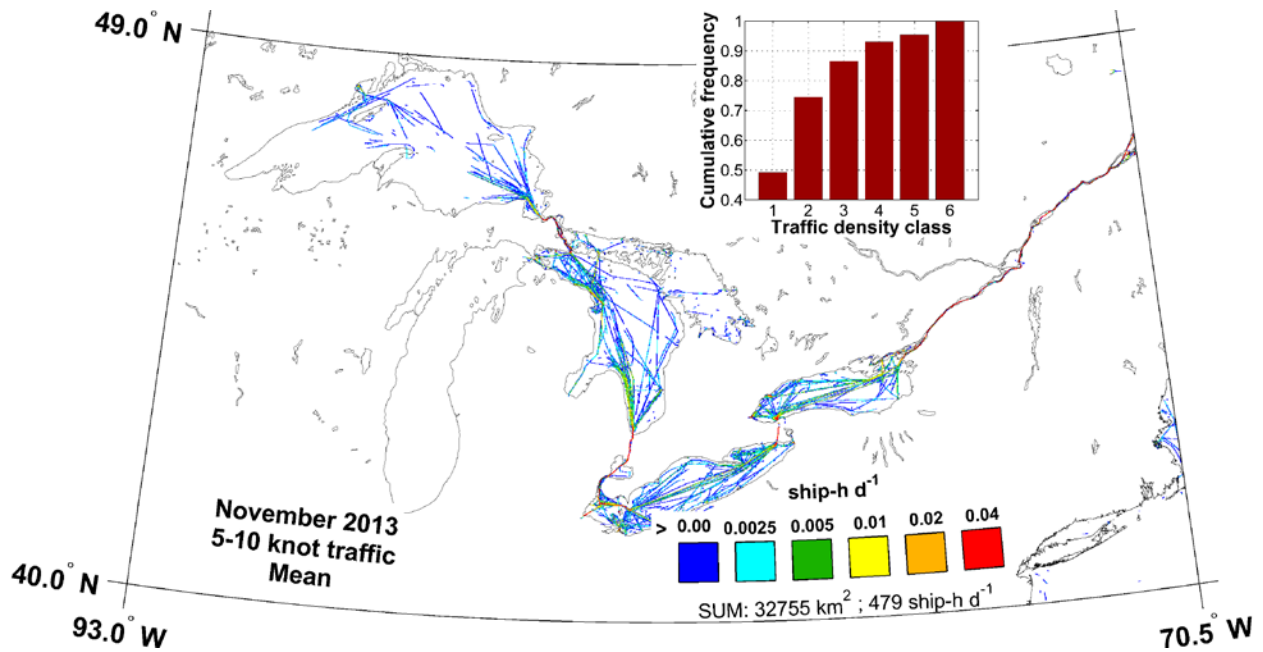 49.0° N
1
0.9
0.8
0.7
0.6
0.5
0.4
Cumulative frequency
1 2 3 4 5 6
Traffic density class
November 2013
5-10 knot traffic
Mean
ship-h d⁻¹
> 0.00 0.0025 0.005 0.01 0.02 0.04
SUM: 32755 km² ; 479 ship-h d⁻¹
40.0° N
93.0° W
70.5° W